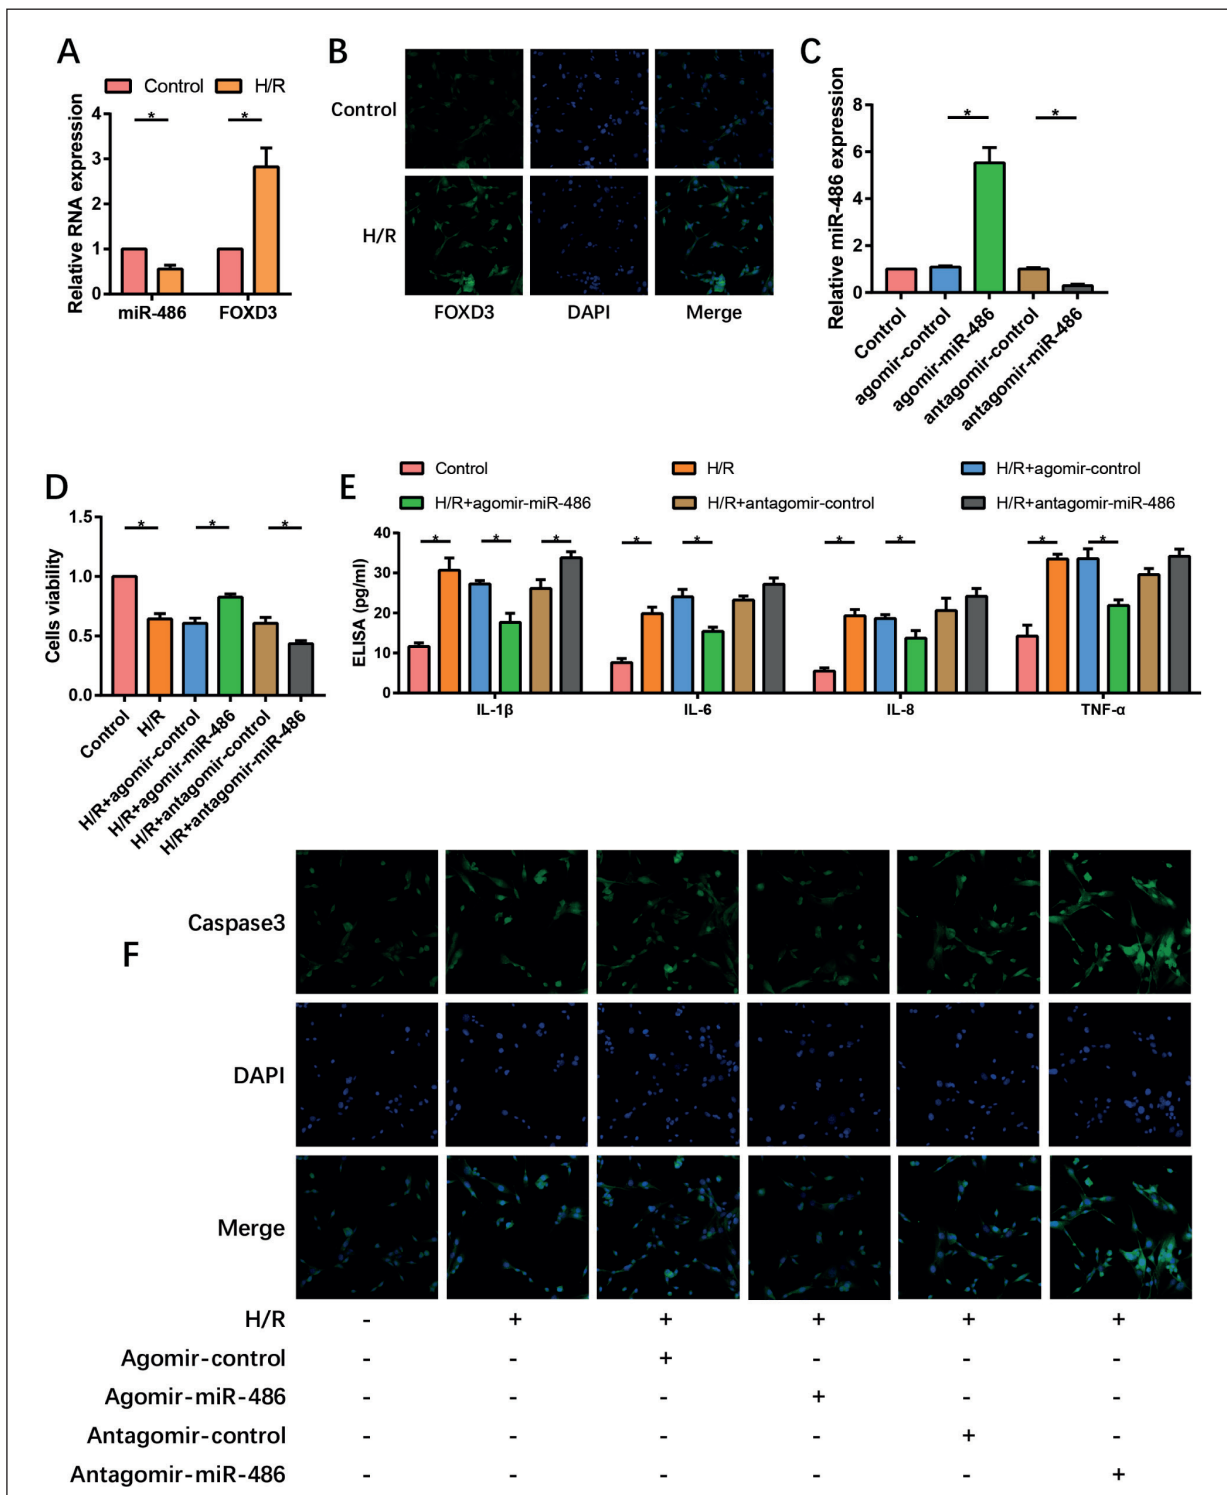 A
Control H/R
* *
Relative RNA expression
4
3
2
1
0
miR-486 FOXD3
B
Control
H/R
FOXD3 DAPI Merge
C
* *
Relative miR-486 expression
8
6
4
2
0
Control
agomir-control
agomir-miR-486
antagomir-control
antagomir-miR-486
D
* * *
Cells viability
1.5
1.0
0.5
0.0
Control
H/R
H/R+agomir-control
H/R+agomir-miR-486
H/R+antagomir-control
H/R+antagomir-miR-486
E
Control H/R H/R+agomir-control
H/R+agomir-miR-486 H/R+antagomir-control H/R+antagomir-miR-486
* * * * * * * * *
ELISA (pg/ml)
40
30
20
10
0
IL-1β IL-6 IL-8 TNF-α
F
Caspase3
DAPI
Merge
H/R - + + + + +
Agomir-control - - + - - -
Agomir-miR-486 - - - + - -
Antagomir-control - - - - + -
Antagomir-miR-486 - - - - - +